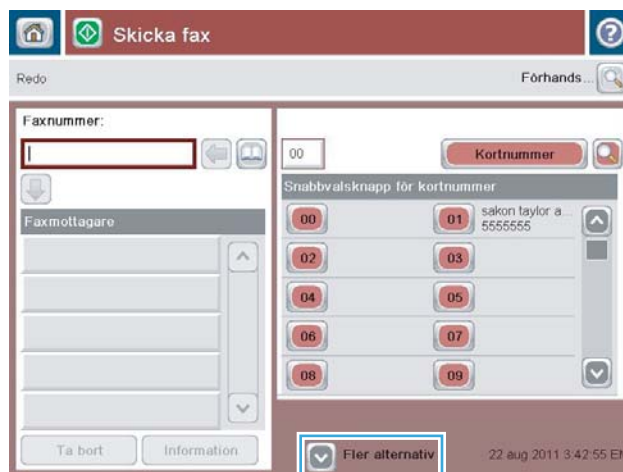 Skicka fax
Redo
Förhands...
Faxnummer:
00
Kortnummer
Snabbvalsknapp för kortnummer
00
01 sakon taylor a...
5555555
02
03
04
05
06
07
08
09
Faxmottagare
Ta bort
Information
Fler alternativ
22 aug 2011 3:42:55 EM